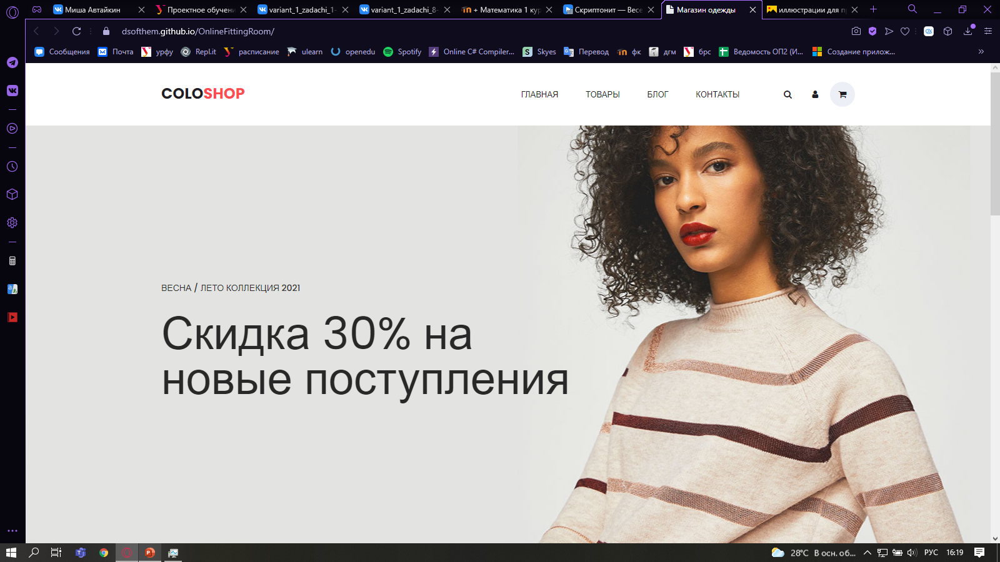 Миша Автайкин
Проектное обучени
variant_1_zadachi_1-
variant_1_zadachi_8-
+ Математика 1 кур
Скриптонит — Весе
Магазин одежды
иллюстрации для п
dsofthem.github.io/OnlineFittingRoom/
Сообщения
Почта
урфу
Repl.it
расписание
ulearn
openedu
Spotify
Online C# Compiler...
Skyes
Перевод
фк
дгм
брс
Ведомость ОП2 (И...
Создание прилож...
COLOSHOP
ГЛАВНАЯ
ТОВАРЫ
БЛОГ
КОНТАКТЫ
ВЕСНА / ЛЕТО КОЛЛЕКЦИЯ 2021
Скидка 30% на
новые поступления
28°C В осн. об...
РУС
16:19